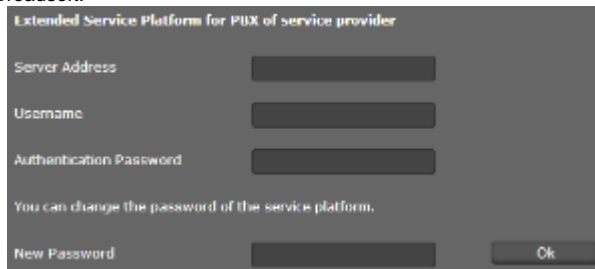 Extended Service Platform for PBX of service provider
Server Address
Username
Authentication Password
You can change the password of the service platform.
New Password Ok